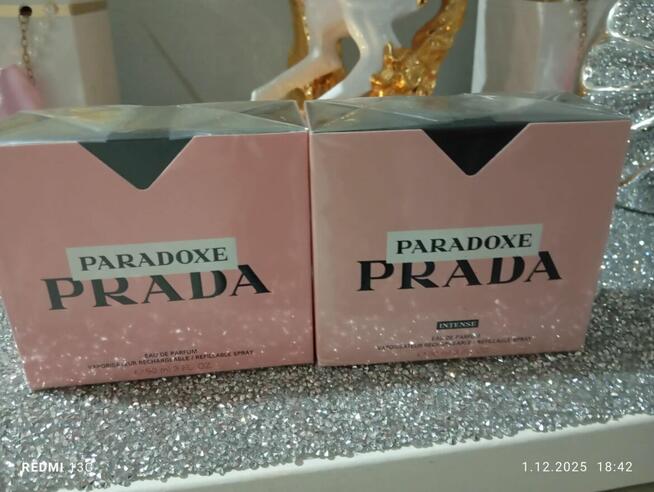 PARADOXE
PRADA
EAU DE PARFUM
VAPORISATEUR RECHARGEABLE / REFILLABLE SPRAY
PARADOXE
PRADA
INTENSE
EAU DE PARFUM
VAPORISATEUR RECHARGEABLE / REFILLABLE SPRAY
REDMI 13C
1.12.2025 18:42